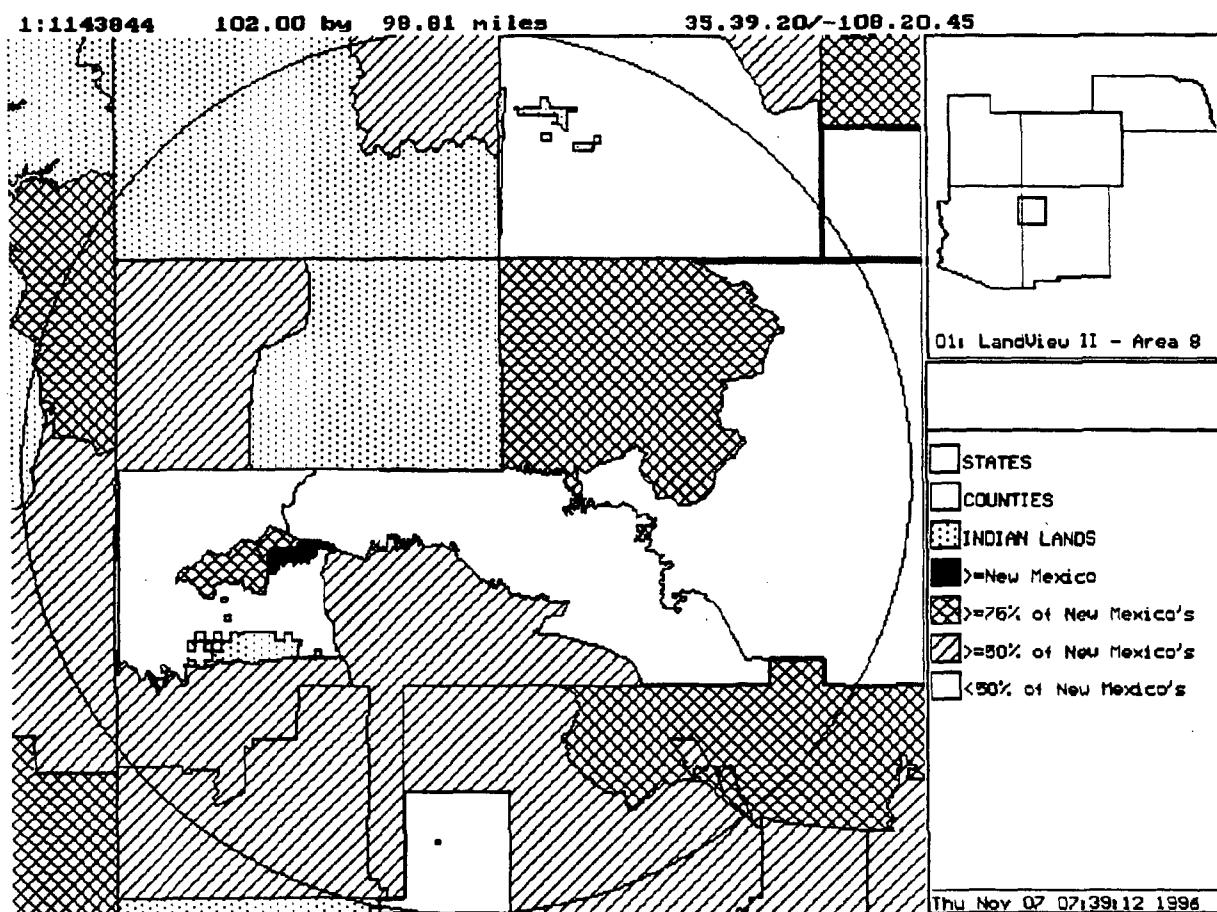 1:1143844 102.00 by 98.81 miles 35.39.20/-108.20.45
01: LandView II - Area 8
STATES
COUNTIES
INDIAN LANDS
>=New Mexico
>=75% of New Mexico's
>=50% of New Mexico's
<50% of New Mexico's
Thu Nov 07 07:39:12 1996